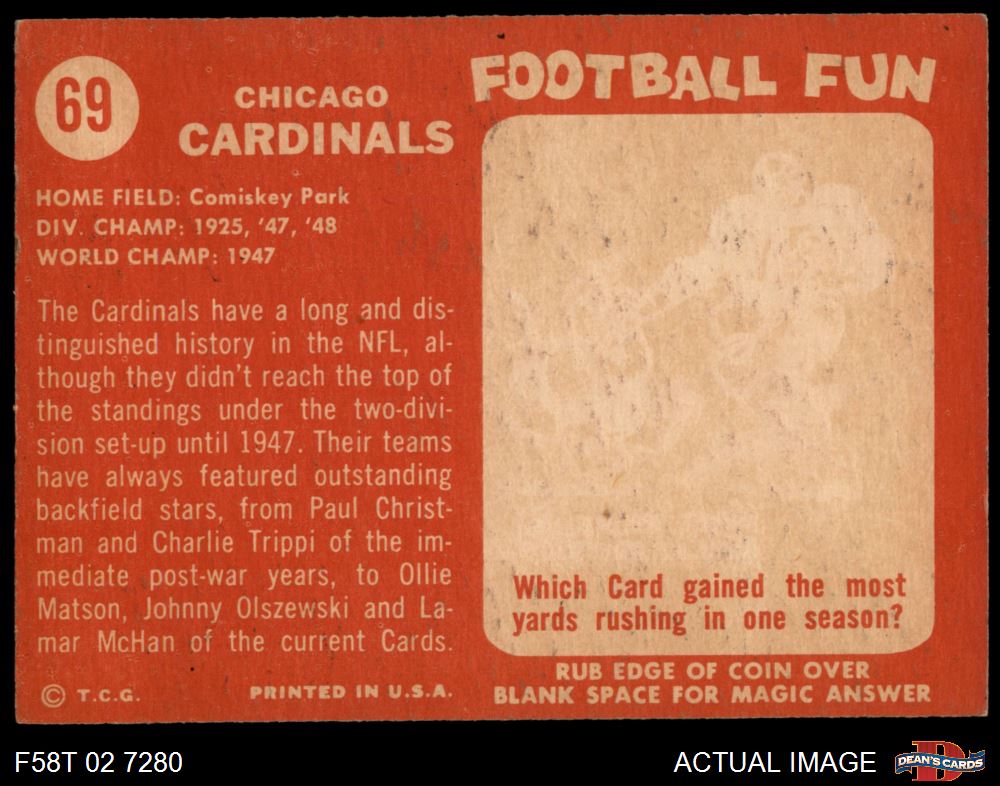 69
CHICAGO
CARDINALS
HOME FIELD: Comiskey Park
DIV. CHAMP: 1925, '47, '48
WORLD CHAMP: 1947
The Cardinals have a long and dis-
tinguished history in the NFL, al-
though they didn't reach the top of
the standings under the two-divi-
sion set-up until 1947. Their teams
have always featured outstanding
backfield stars, from Paul Christ-
man and Charlie Trippi of the im-
mediate post-war years, to Ollie
Matson, Johnny Olszewski and La-
mar McHan of the current Cards.
© T.C.G.
PRINTED IN U.S.A.
FOOTBALL FUN
Which Card gained the most
yards rushing in one season?
RUB EDGE OF COIN OVER
BLANK SPACE FOR MAGIC ANSWER
F58T 02 7280
ACTUAL IMAGE
D
DEAN'S CARDS